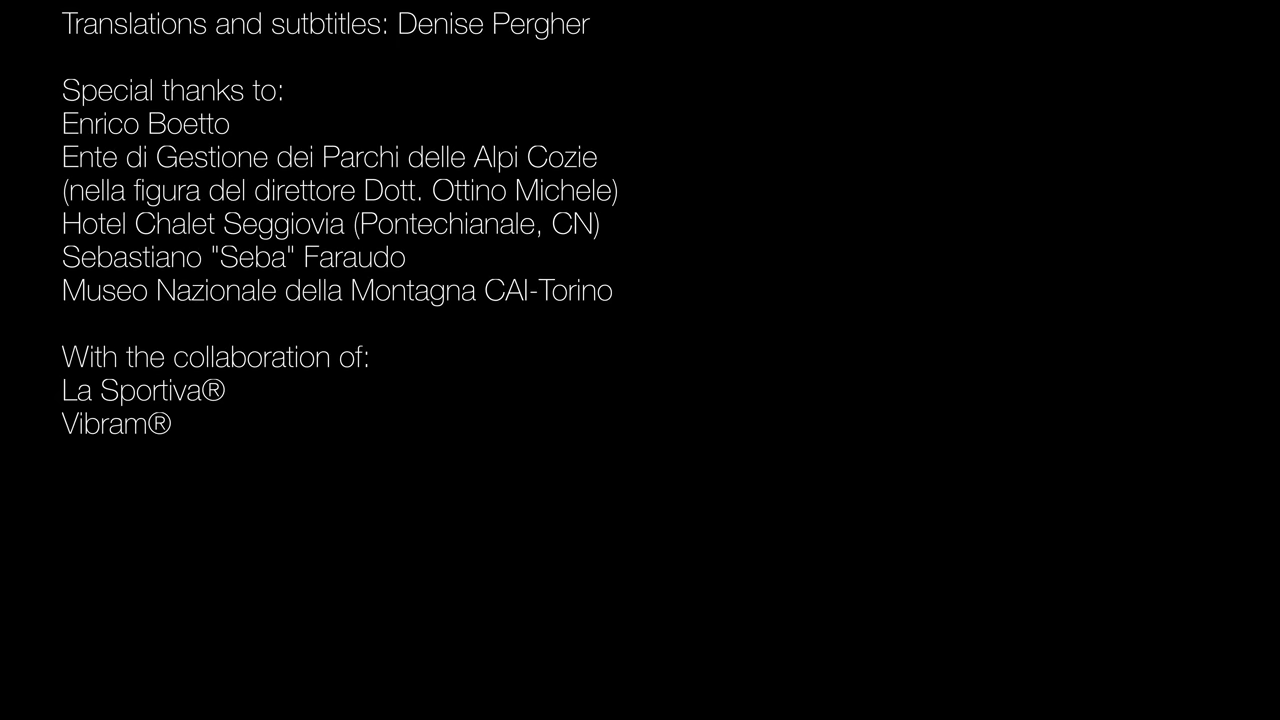 Translations and sutbtitles: Denise Pergher
Special thanks to:
Enrico Boetto
Ente di Gestione dei Parchi delle Alpi Cozie
(nella figura del direttore Dott. Ottino Michele)
Hotel Chalet Seggiovia (Pontechianale, CN)
Sebastiano "Seba" Faraudo
Museo Nazionale della Montagna CAI-Torino
With the collaboration of:
La Sportiva®
Vibram®